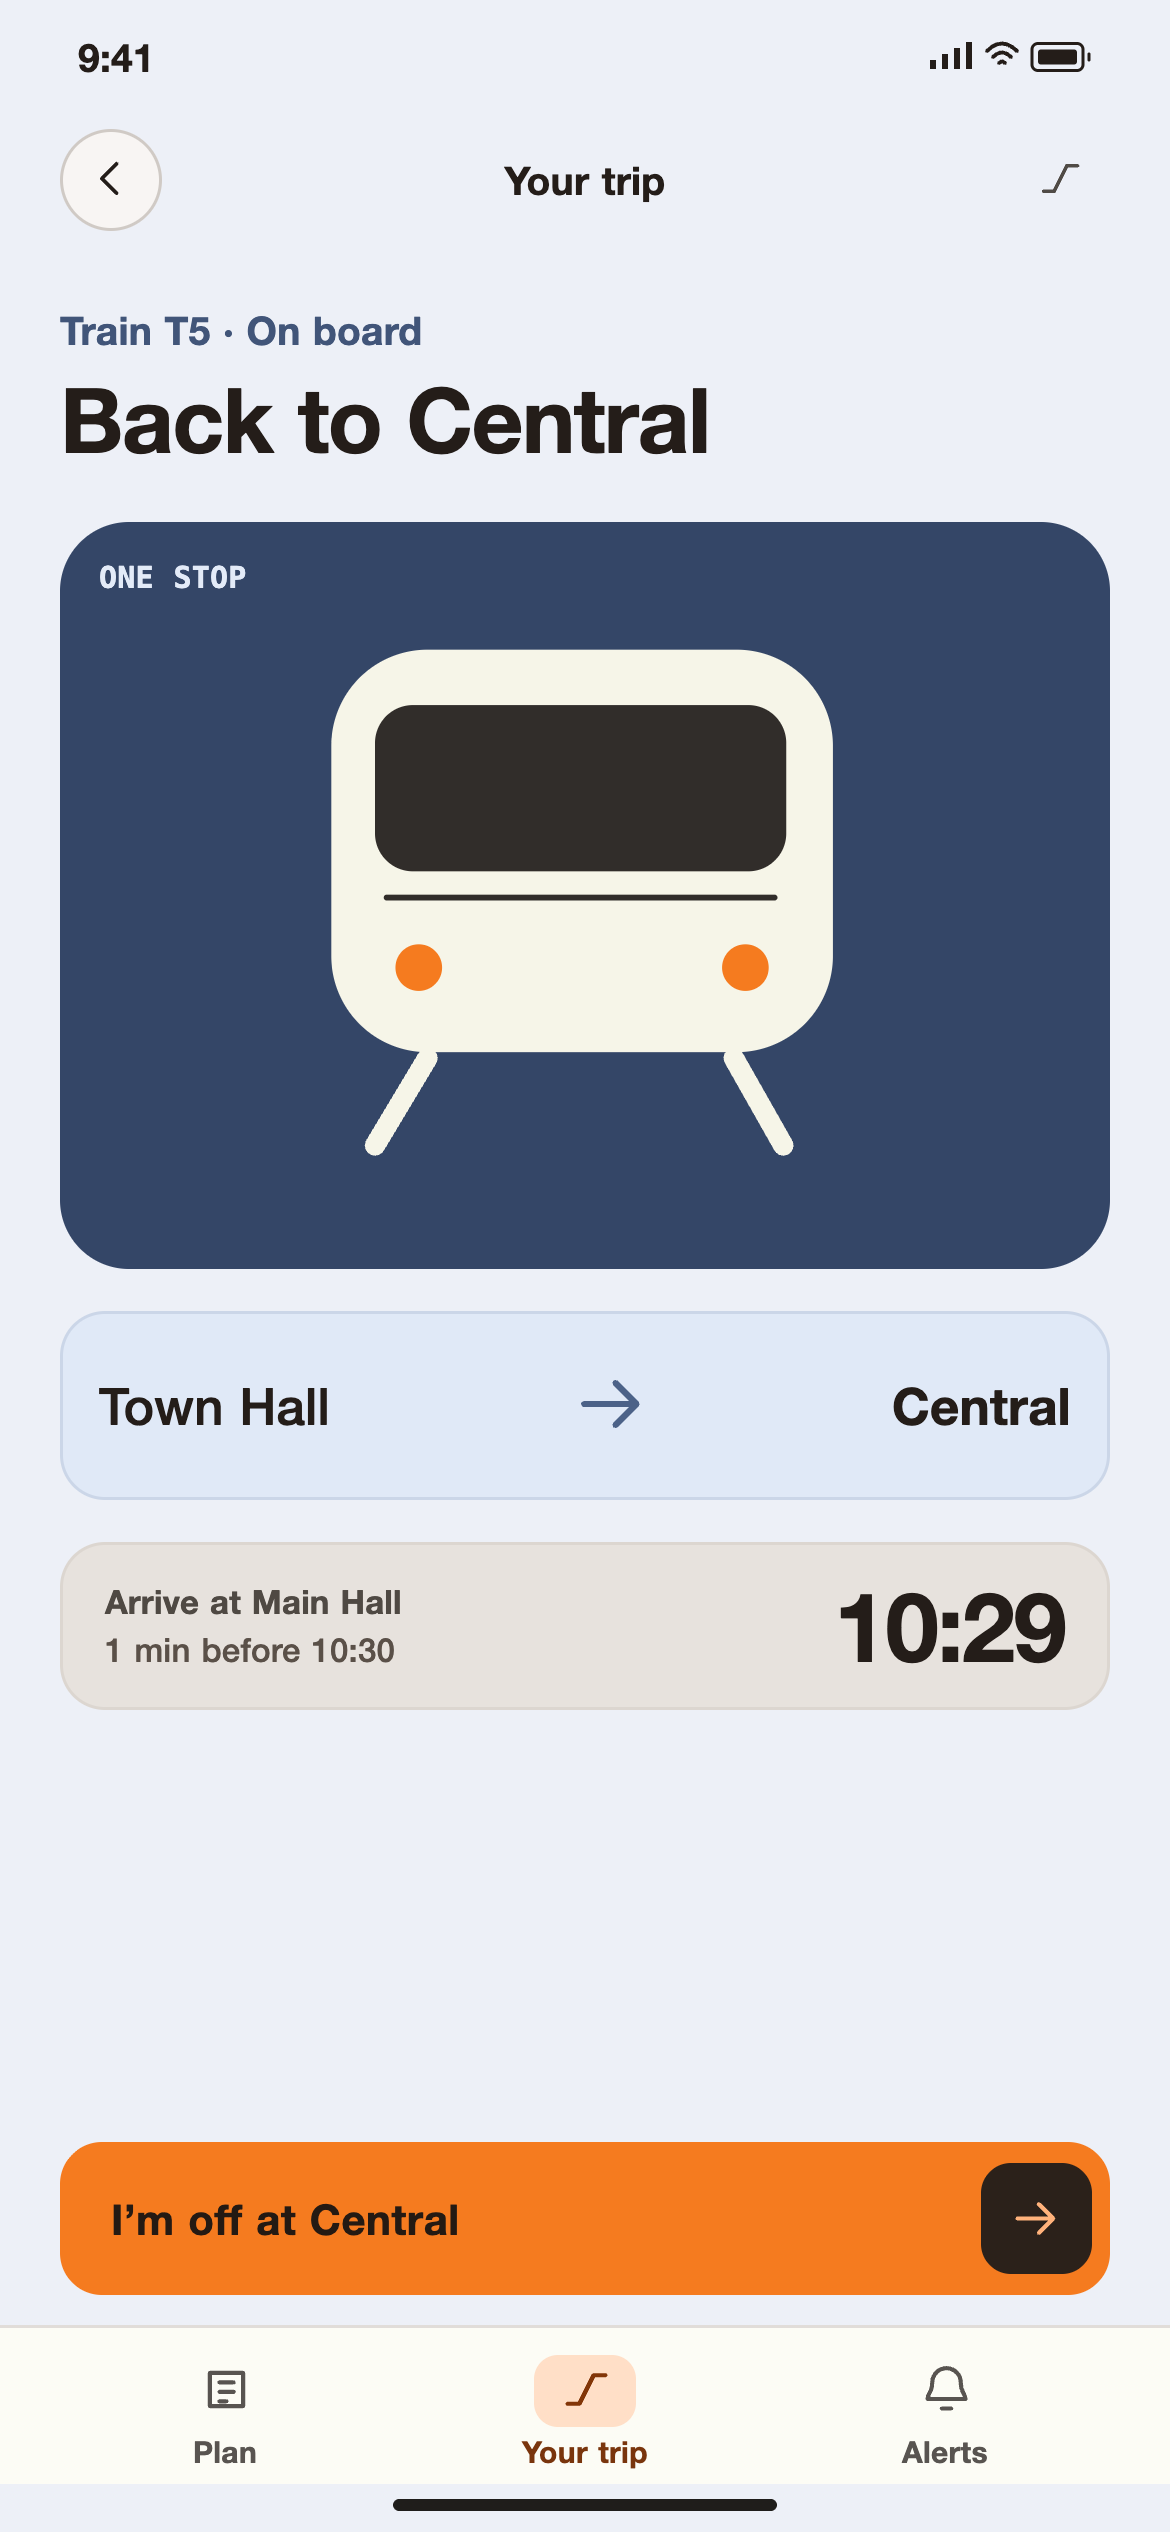 9:41
Your trip
Train T5 · On board
Back to Central
ONE STOP
Town Hall
Central
Arrive at Main Hall
1 min before 10:30
10:29
I’m off at Central
Plan
Your trip
Alerts